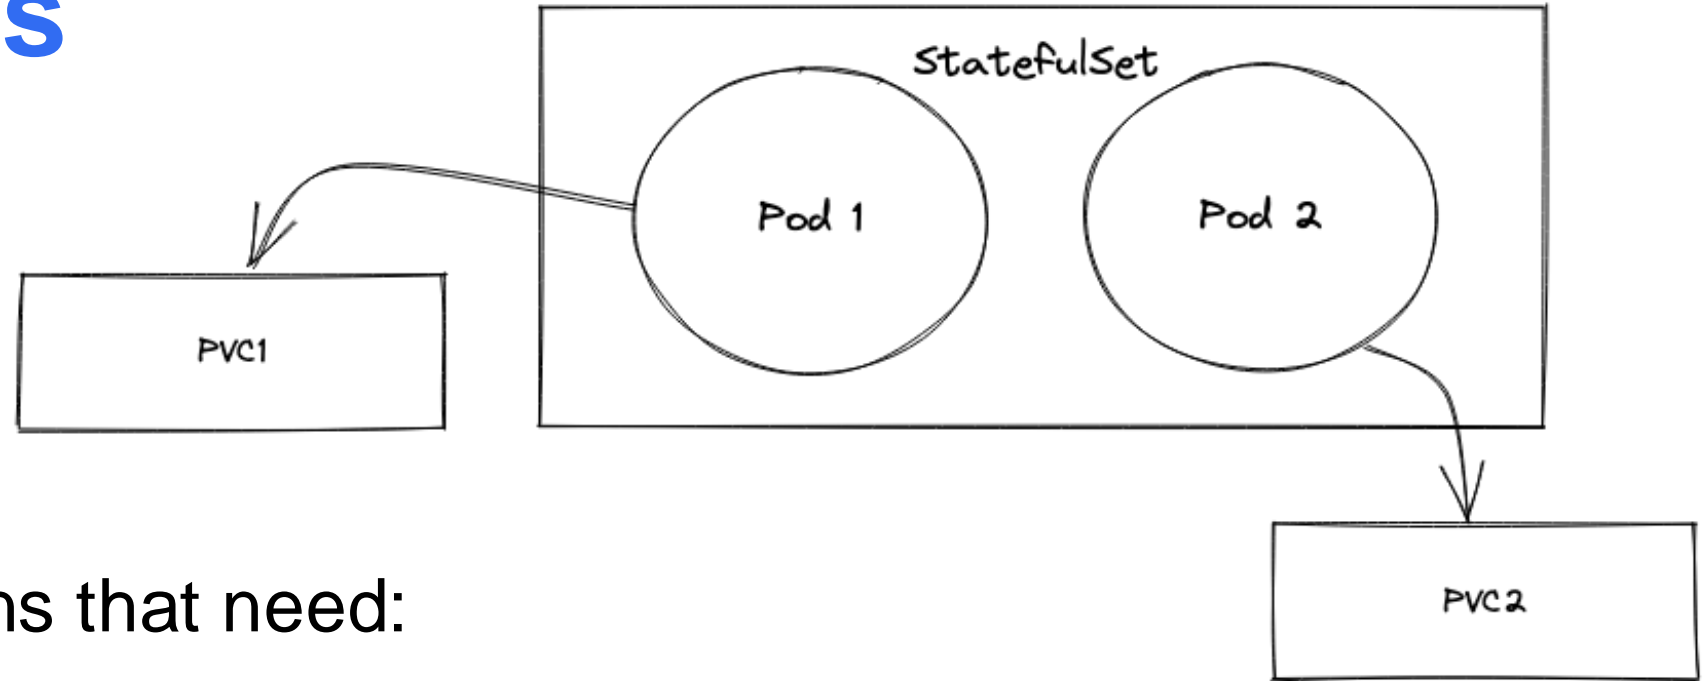 s
StatefulSet
Pod 1
Pod 2
PVC1
ns that need:
PVC2